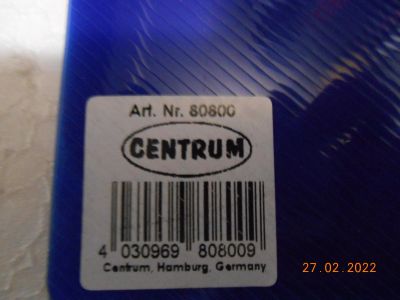 Art. Nr. 80800
CENTRUM
4 030969 808009
Centrum, Hamburg, Germany
27.02.2022